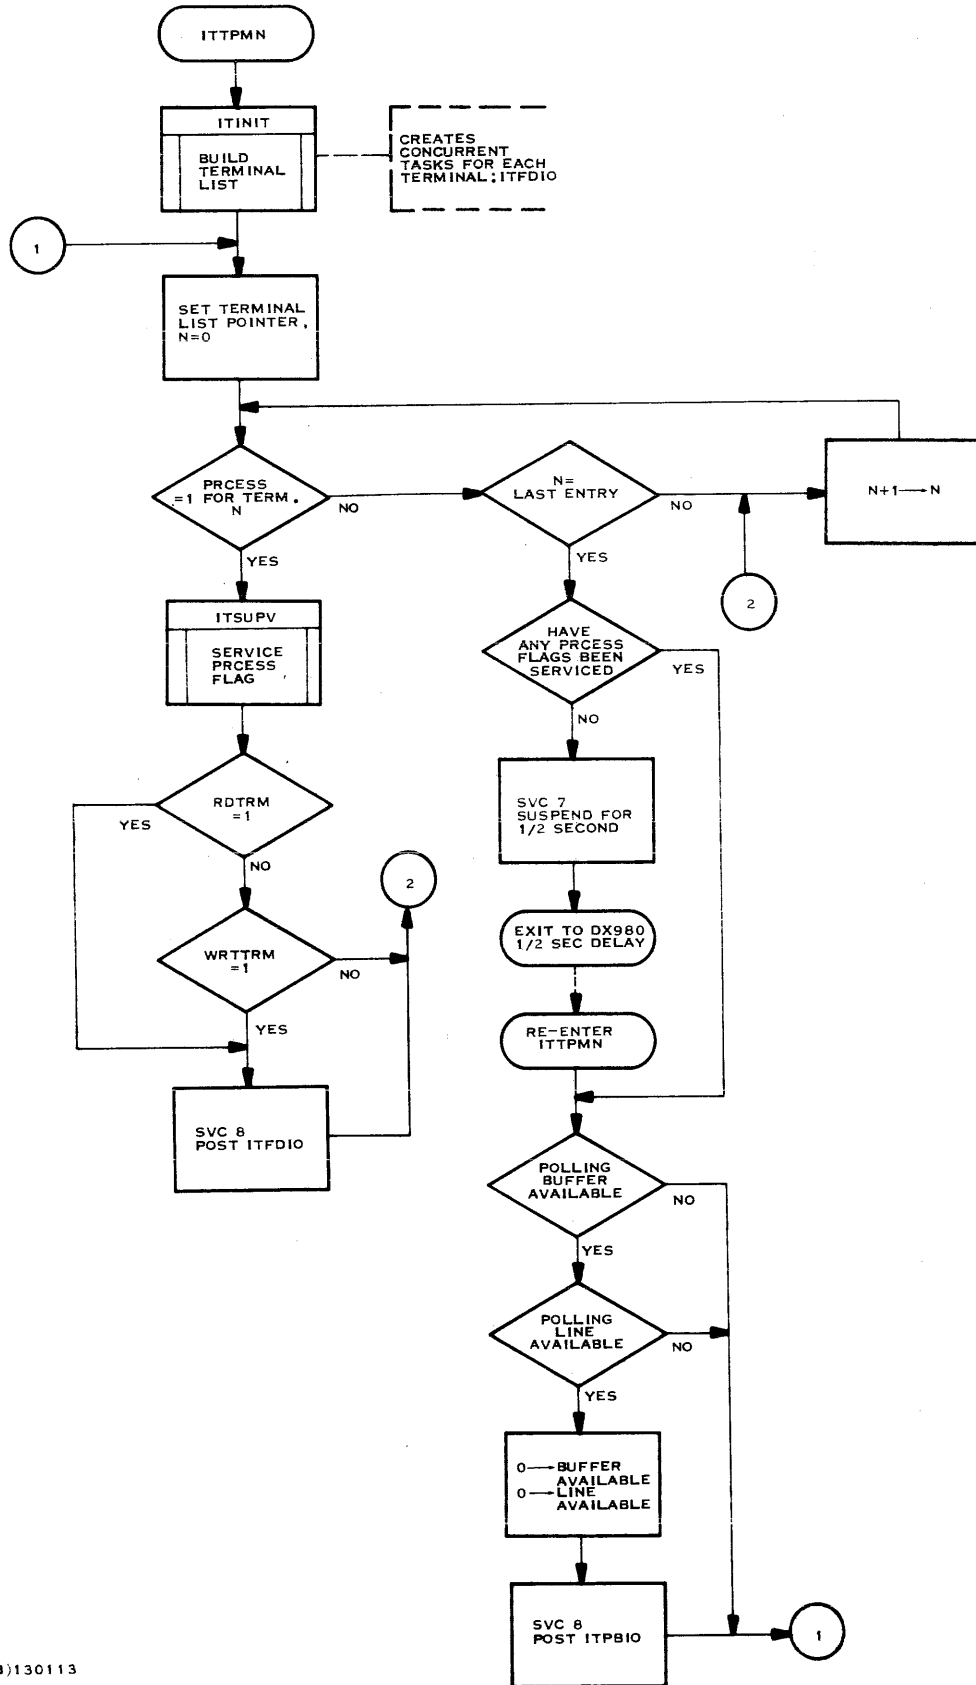 ITTPMN
ITINIT
BUILD
TERMINAL
LIST
CREATES
CONCURRENT
TASKS FOR EACH
TERMINAL; ITFDIO
1
SET TERMINAL
LIST POINTER,
N=0
PRCESS
=1 FOR TERM.
N
NO
YES
N=
LAST ENTRY
NO
YES
N+1→N
2
ITSUPV
SERVICE
PRCESS
FLAG
HAVE
ANY PRCESS
FLAGS BEEN
SERVICED
YES
NO
RDTRM
=1
YES
NO
SVC 7
SUSPEND FOR
1/2 SECOND
2
WRTTRM
=1
NO
YES
EXIT TO DX980
1/2 SEC DELAY
RE-ENTER
ITTPMN
SVC 8
POST ITFDIO
POLLING
BUFFER
AVAILABLE
NO
YES
POLLING
LINE
AVAILABLE
NO
YES
0→BUFFER
AVAILABLE
0→LINE
AVAILABLE
SVC 8
POST ITPBIO
1
)130113